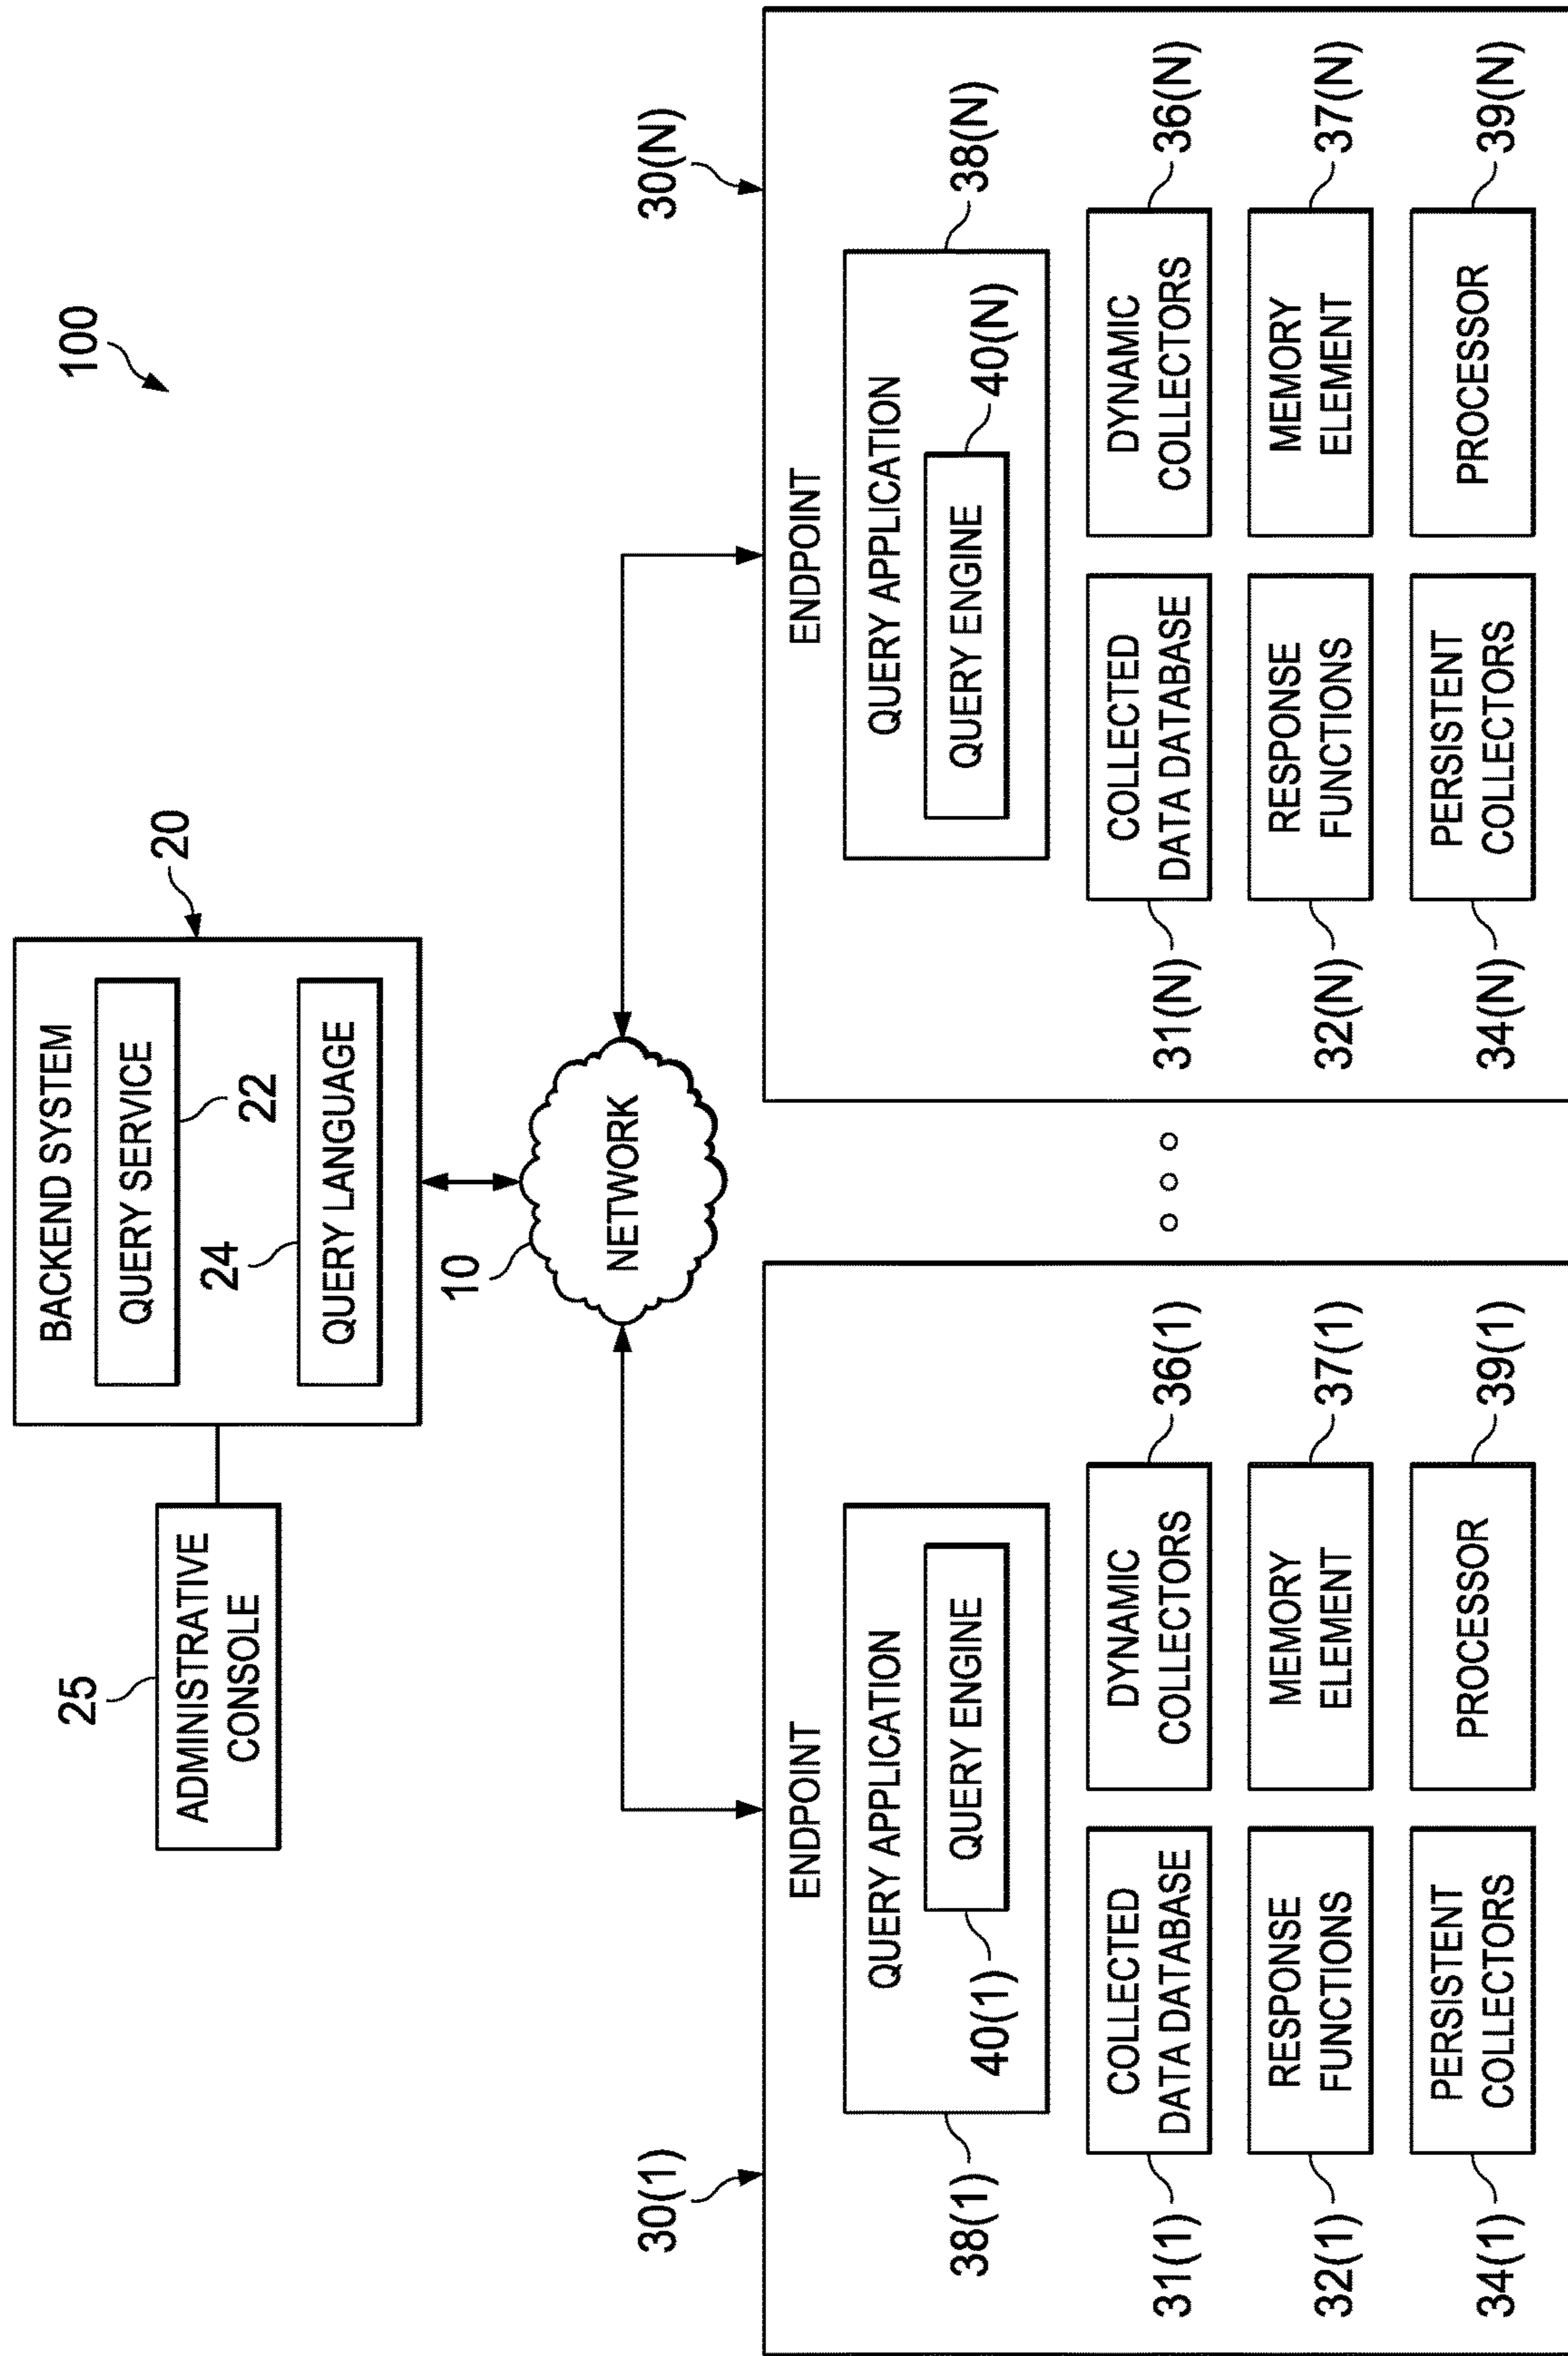 100
20
BACKEND SYSTEM
QUERY SERVICE
22
24
QUERY LANGUAGE
25
ADMINISTRATIVE
CONSOLE
10
NETWORK
30(1)
ENDPOINT
QUERY APPLICATION
QUERY ENGINE
40(1)
38(1)
COLLECTED
DATA DATABASE
31(1)
DYNAMIC
COLLECTORS
36(1)
RESPONSE
FUNCTIONS
32(1)
MEMORY
ELEMENT
37(1)
PERSISTENT
COLLECTORS
34(1)
PROCESSOR
39(1)
30(N)
ENDPOINT
QUERY APPLICATION
38(N)
QUERY ENGINE
40(N)
COLLECTED
DATA DATABASE
31(N)
DYNAMIC
COLLECTORS
36(N)
RESPONSE
FUNCTIONS
32(N)
MEMORY
ELEMENT
37(N)
PERSISTENT
COLLECTORS
34(N)
PROCESSOR
39(N)